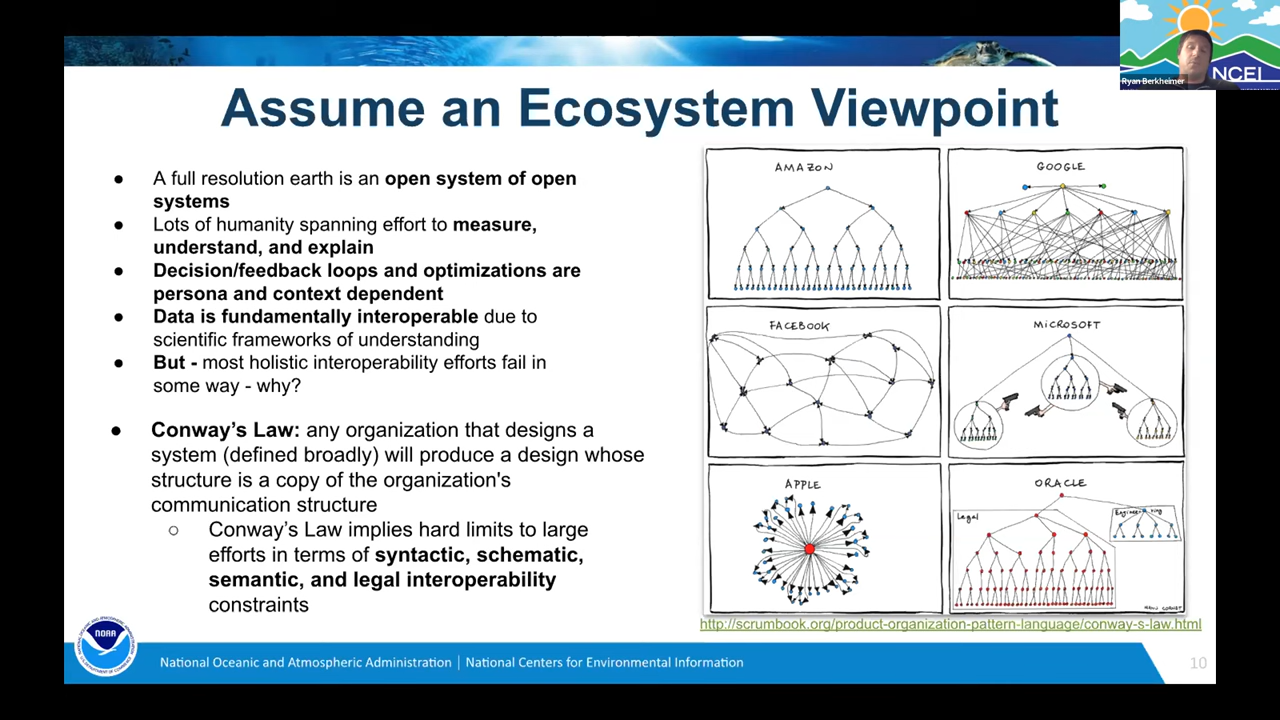 Ryan Berkheimer
NCEI
Assume an Ecosystem Viewpoint
● A full resolution earth is an open system of open
systems
● Lots of humanity spanning effort to measure,
understand, and explain
● Decision/feedback loops and optimizations are
persona and context dependent
● Data is fundamentally interoperable due to
scientific frameworks of understanding
● But - most holistic interoperability efforts fail in
some way - why?
● Conway's Law: any organization that designs a
system (defined broadly) will produce a design whose
structure is a copy of the organization's
communication structure
○ Conway's Law implies hard limits to large
efforts in terms of syntactic, schematic,
semantic, and legal interoperability
constraints
AMAZON
GOOGLE
FACEBOOK
MICROSOFT
APPLE
ORACLE
Legal
Engineering
http://scrumbook.org/product-organization-pattern-language/conway-s-law.html
NOAA
National Oceanic and Atmospheric Administration | National Centers for Environmental Information
10